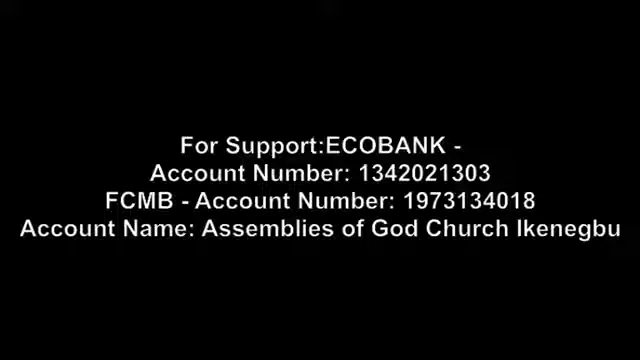 For Support:ECOBANK -
Account Number: 1342021303
FCMB - Account Number: 1973134018
Account Name: Assemblies of God Church Ikenegbu